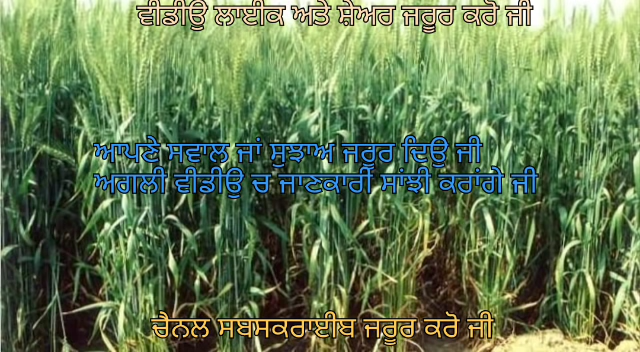 ਵੀਡੀਉ ਲਾਈਕ ਅਤੇ ਸ਼ੇਅਰ ਜਰੂਰ ਕਰੋ ਜੀ
ਆਪਣੇ ਸਵਾਲ ਜਾਂ ਸੁਝਾਅ ਜਰੂਰ ਦਿਉ ਜੀ
ਅਗਲੀ ਵੀਡੀਉ ਚ ਜਾਣਕਾਰੀ ਸਾਂਝੀ ਕਰਾਂਗੇ ਜੀ
ਚੈਨਲ ਸਬਸਕਰਾਈਬ ਜਰੂਰ ਕਰੋ ਜੀ